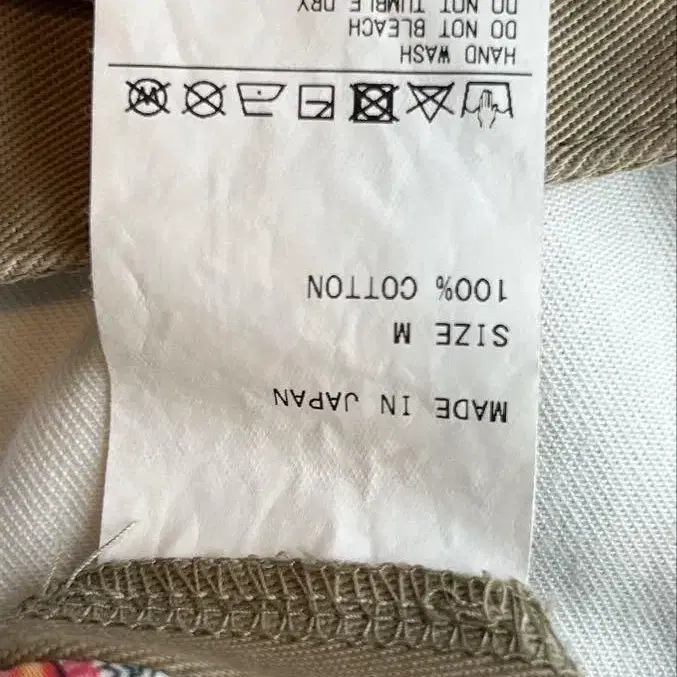 MADE IN JAPAN
SIZE M
100% COTTON
HAND WASH
DO NOT BLEACH
DO NOT TUMBLE DRY